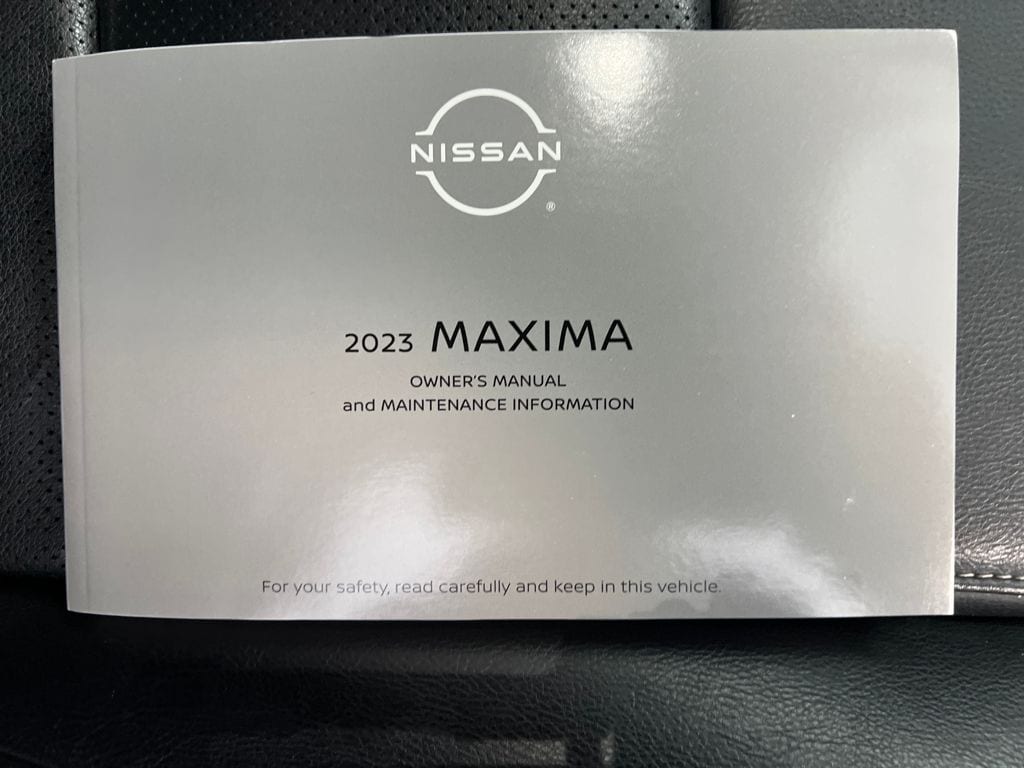 NISSAN
®
2023 MAXIMA
OWNER'S MANUAL
and MAINTENANCE INFORMATION
For your safety, read carefully and keep in this vehicle.